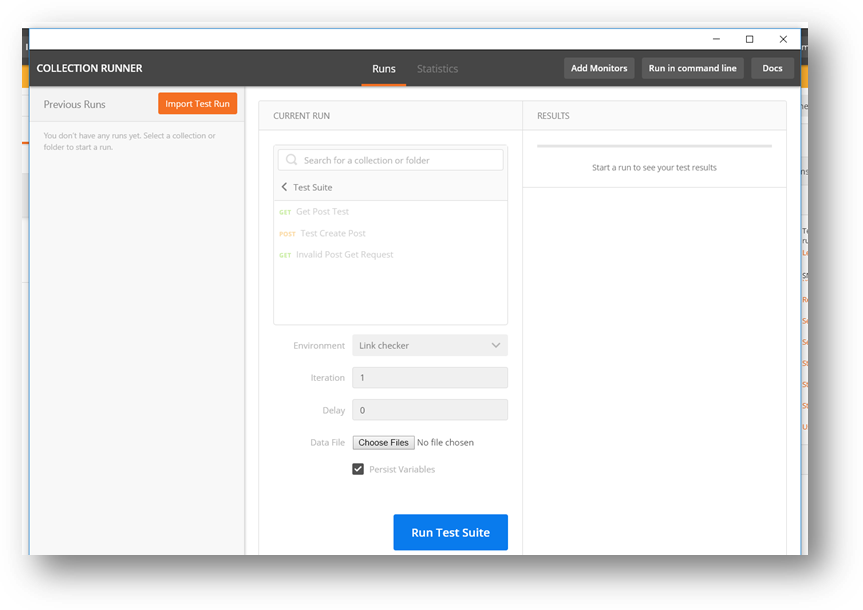 COLLECTION RUNNER
Runs
Statistics
Add Monitors
Run in command line
Docs
Previous Runs
Import Test Run
You don't have any runs yet. Select a collection or
folder to start a run.
CURRENT RUN
Search for a collection or folder
Test Suite
GET Get Post Test
POST Test Create Post
GET Invalid Post Get Request
Environment Link checker
Iteration 1
Delay 0
Data File Choose Files No file chosen
Persist Variables
Run Test Suite
RESULTS
Start a run to see your test results